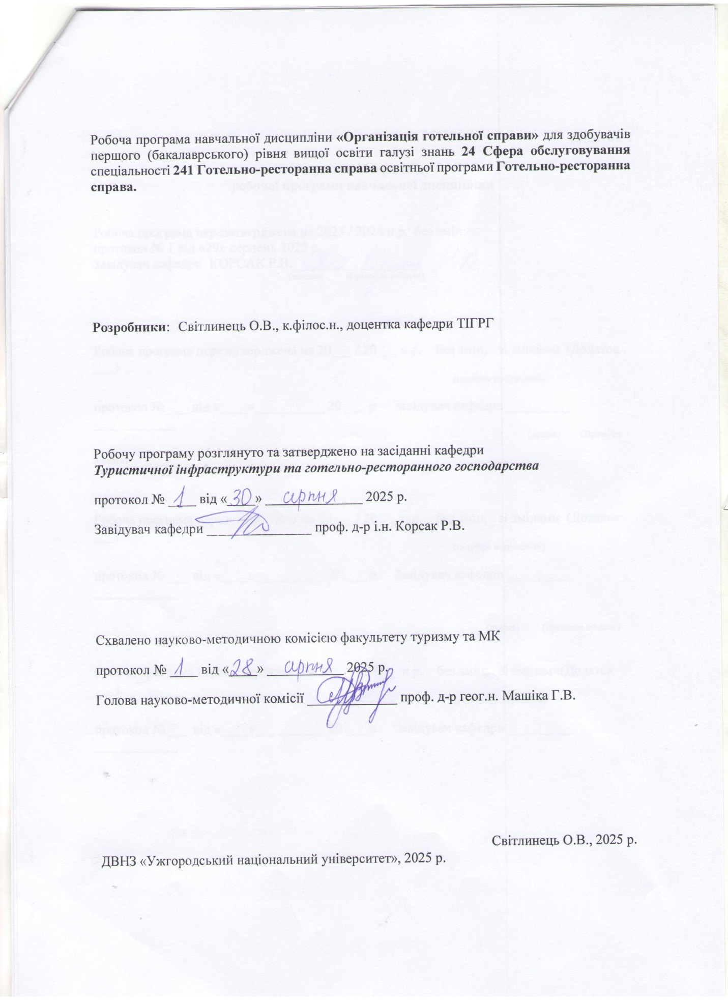 Робоча програма навчальної дисципліни «Організація готельної справи» для здобувачів
першого (бакалаврського) рівня вищої освіти галузі знань 24 Сфера обслуговування
спеціальності 241 Готельно-ресторанна справа освітньої програми Готельно-ресторанна
справа.
Розробники: Світлинець О.В., к.філос.н., доцентка кафедри ТІГРГ
Робочу програму розглянуто та затверджено на засіданні кафедри
Туристичної інфраструктури та готельно-ресторанного господарства
протокол № 1 від «30» серпня 2025 р.
Завідувач кафедри _______________ проф. д-р і.н. Корсак Р.В.
Схвалено науково-методичною комісією факультету туризму та МК
протокол № 1 від «28» серпня 2025 р.
Голова науково-методичної комісії _____________ проф. д-р геог.н. Машіка Г.В.
Світлинець О.В., 2025 р.
ДВНЗ «Ужгородський національний університет», 2025 р.